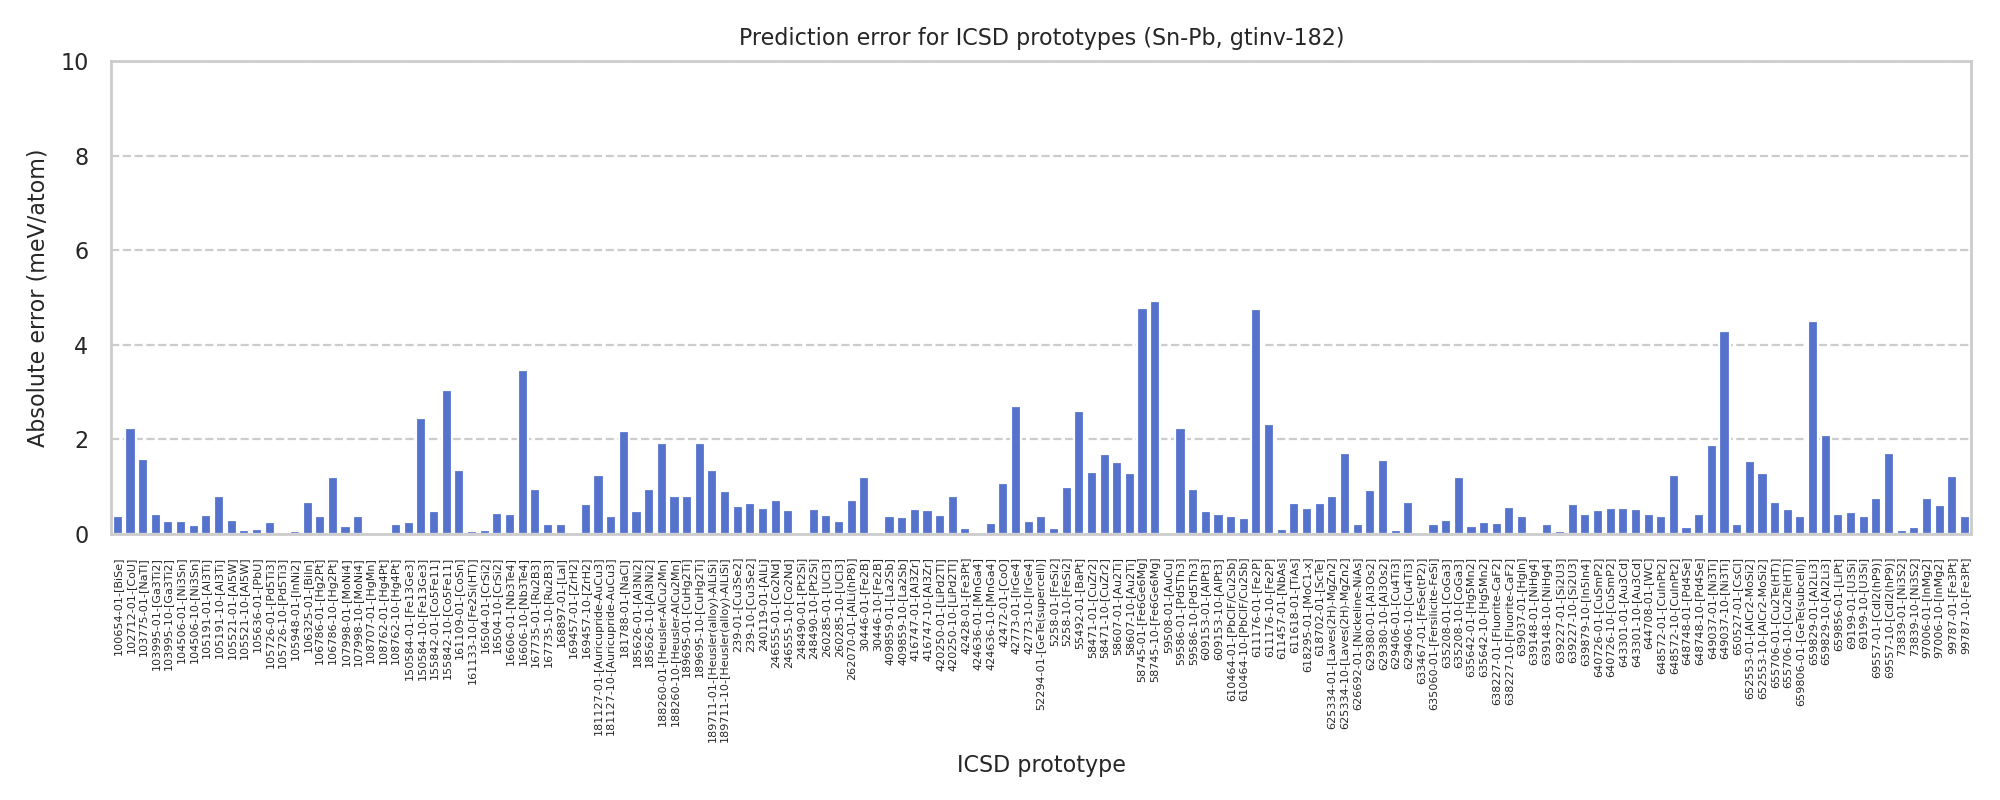 Prediction error for ICSD prototypes (Sn-Pb, gtinv-182)
Absolute error (meV/atom)
10
8
6
4
2
0
100654-01-[BiSe]
102712-01-[CoU]
103775-01-[NaTl]
103995-01-[Ga3Ti2]
103995-10-[Ga3Ti2]
104506-01-[Ni3Sn]
104506-10-[Ni3Sn]
105191-01-[Al3Ti]
105191-10-[Al3Ti]
105521-01-[Al5W]
105521-10-[Al5W]
105636-01-[PbU]
105726-01-[Pd5Ti3]
105726-10-[Pd5Ti3]
105948-01-[InNi2]
106325-01-[BiIn]
106786-01-[Hg2Pt]
106786-10-[Hg2Pt]
107998-01-[MoNi4]
107998-10-[MoNi4]
108707-01-[HgMn]
108762-01-[Hg4Pt]
108762-10-[Hg4Pt]
150584-01-[Fe13Ge3]
150584-10-[Fe13Ge3]
155842-01-[Co5Fe11]
155842-10-[Co5Fe11]
161109-01-[CoSn]
161133-10-[Fe2Si(HT)]
16504-01-[CrSi2]
16504-10-[CrSi2]
16606-01-[Nb3Te4]
16606-10-[Nb3Te4]
167735-01-[Ru2B3]
167735-10-[Ru2B3]
168897-01-[LaI]
169457-01-[ZrH2]
169457-10-[ZrH2]
181127-01-[Auricupride-AuCu3]
181127-10-[Auricupride-AuCu3]
181788-01-[NaCl]
185626-01-[Al3Ni2]
185626-10-[Al3Ni2]
188260-01-[Heusler-AlCu2Mn]
188260-10-[Heusler-AlCu2Mn]
189695-01-[CuHg2Ti]
189695-10-[CuHg2Ti]
189711-01-[Heusler(alloy)-AlLiSi]
189711-10-[Heusler(alloy)-AlLiSi]
239-01-[Cu3Se2]
239-10-[Cu3Se2]
240119-01-[AlLi]
246555-01-[Co2Nd]
246555-10-[Co2Nd]
248490-01-[Pt2Si]
248490-10-[Pt2Si]
260285-01-[UCl3]
260285-10-[UCl3]
262070-01-[AlLi(hP8)]
30446-01-[Fe2B]
30446-10-[Fe2B]
409859-01-[La2Sb]
409859-10-[La2Sb]
416747-01-[Al3Zr]
416747-10-[Al3Zr]
420250-01-[LiPd2Tl]
420250-10-[LiPd2Tl]
42428-01-[Fe3Pt]
424636-01-[MnGa4]
424636-10-[MnGa4]
42472-01-[CoO]
42773-01-[IrGe4]
42773-10-[IrGe4]
52294-01-[GeTe(supercell)]
5258-01-[FeSi2]
5258-10-[FeSi2]
55492-01-[BaPt]
58471-01-[CuZr2]
58471-10-[CuZr2]
58607-01-[Au2Ti]
58607-10-[Au2Ti]
58745-01-[Fe6Ge6Mg]
58745-10-[Fe6Ge6Mg]
59508-01-[AuCu]
59586-01-[Pd5Th3]
59586-10-[Pd5Th3]
609153-01-[AlPt3]
609153-10-[AlPt3]
610464-01-[PbClF/Cu2Sb]
610464-10-[PbClF/Cu2Sb]
611176-01-[Fe2P]
611176-10-[Fe2P]
611457-01-[NbAs]
611618-01-[TiAs]
618295-01-[MoC1-x]
618702-01-[ScTe]
625334-01-[Laves(2H)-MgZn2]
625334-10-[Laves(2H)-MgZn2]
626692-01-[Nickeline-NiAs]
629380-01-[Al3Os2]
629380-10-[Al3Os2]
629406-01-[Cu4Ti3]
629406-10-[Cu4Ti3]
633467-01-[FeSe(tP2)]
635060-01-[Fersilicite-FeSi]
635208-01-[CoGa3]
635208-10-[CoGa3]
635642-01-[Hg5Mn2]
635642-10-[Hg5Mn2]
638227-01-[Fluorite-CaF2]
638227-10-[Fluorite-CaF2]
639037-01-[HgIn]
639148-01-[NiHg4]
639148-10-[NiHg4]
639227-01-[Si2U3]
639227-10-[Si2U3]
639879-10-[In5In4]
640726-01-[CuSmP2]
640726-10-[CuSmP2]
643301-01-[Au3Cd]
643301-10-[Au3Cd]
644708-01-[WC]
648572-01-[CuInPt2]
648572-10-[CuInPt2]
648748-01-[Pd4Se]
648748-10-[Pd4Se]
649037-01-[Ni3Ti]
649037-10-[Ni3Ti]
650527-01-[CsCl]
652553-01-[AlCr2-MoSi2]
652553-10-[AlCr2-MoSi2]
655706-01-[Cu2Te(HT)]
655706-10-[Cu2Te(HT)]
659806-01-[GeTe(subcell)]
659829-01-[Al2Li3]
659829-10-[Al2Li3]
659856-01-[LiPt]
69199-01-[U3Si]
69199-10-[U3Si]
69557-01-[CdI2(hP9)]
69557-10-[CdI2(hP9)]
73839-01-[Ni3S2]
73839-10-[Ni3S2]
97006-01-[InMg2]
97006-10-[InMg2]
99787-01-[Fe3Pt]
99787-10-[Fe3Pt]
ICSD prototype